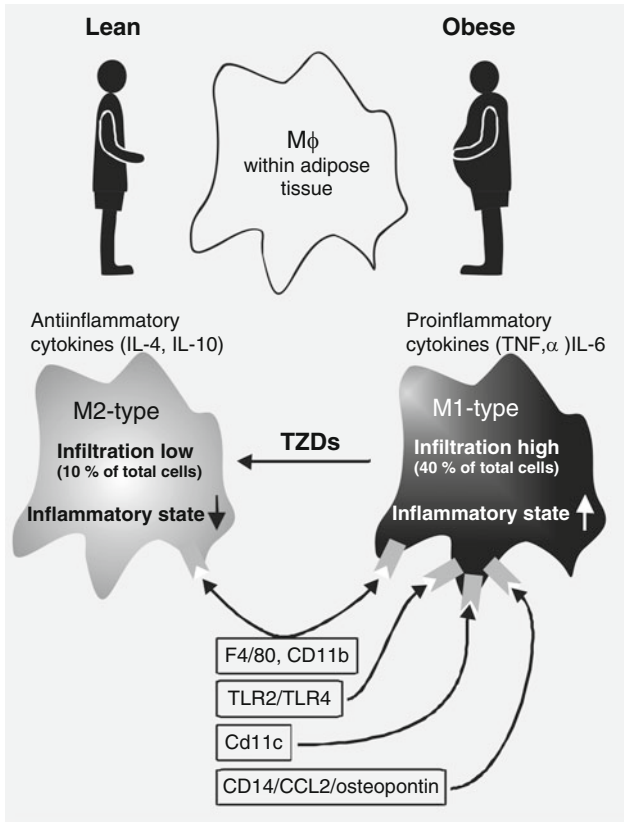 Lean
Obese
Mϕ
within adipose
tissue
Antiinflammatory
cytokines (IL-4, IL-10)
Proinflammatory
cytokines (TNF,α )IL-6
M2-type
Infiltration low
(10 % of total cells)
Inflammatory state
TZDs
M1-type
Infiltration high
(40 % of total cells)
Inflammatory state
F4/80, CD11b
TLR2/TLR4
Cd11c
CD14/CCL2/osteopontin